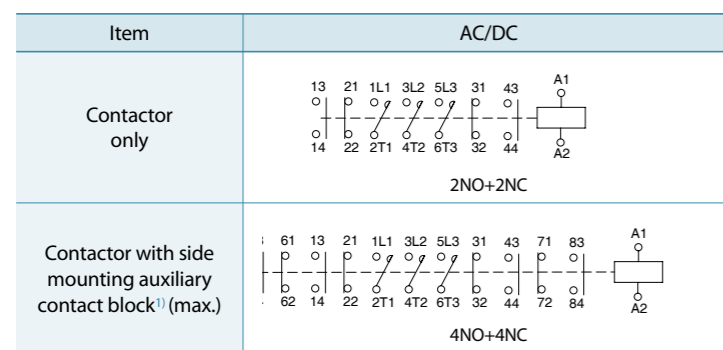 Item AC/DC
Contactor
only
13 21 1L1 3L2 5L3 31 43 A1
14 22 2T1 4T2 6T3 32 44 A2
2NO+2NC
Contactor with side
mounting auxiliary
contact block1) (max.)
61 13 21 1L1 3L2 5L3 31 43 71 83 A1
62 14 22 2T1 4T2 6T3 32 44 72 84 A2
4NO+4NC